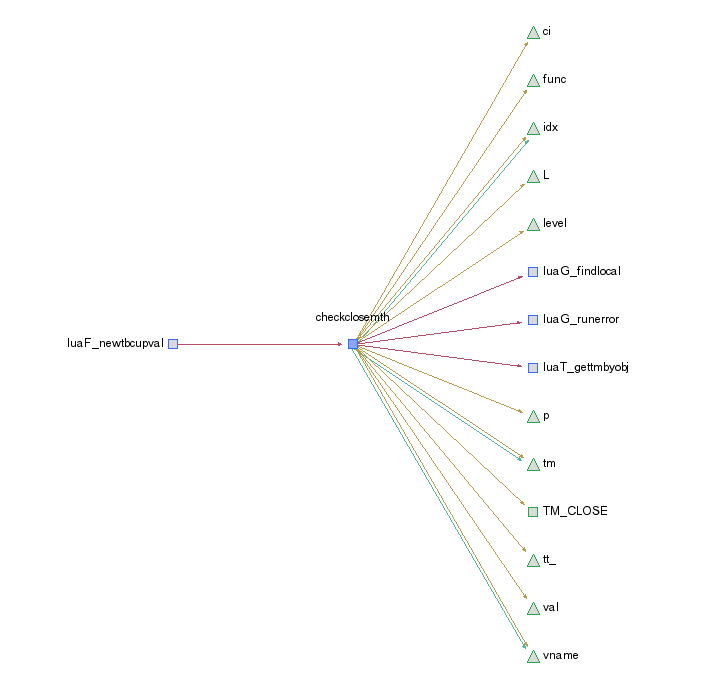 ci
func
idx
L
level
luaG_findlocal
checkclosemth
luaG_runerror
luaF_newtbcupval
luaT_gettmbyobj
p
tm
TM_CLOSE
tt_
val
vname